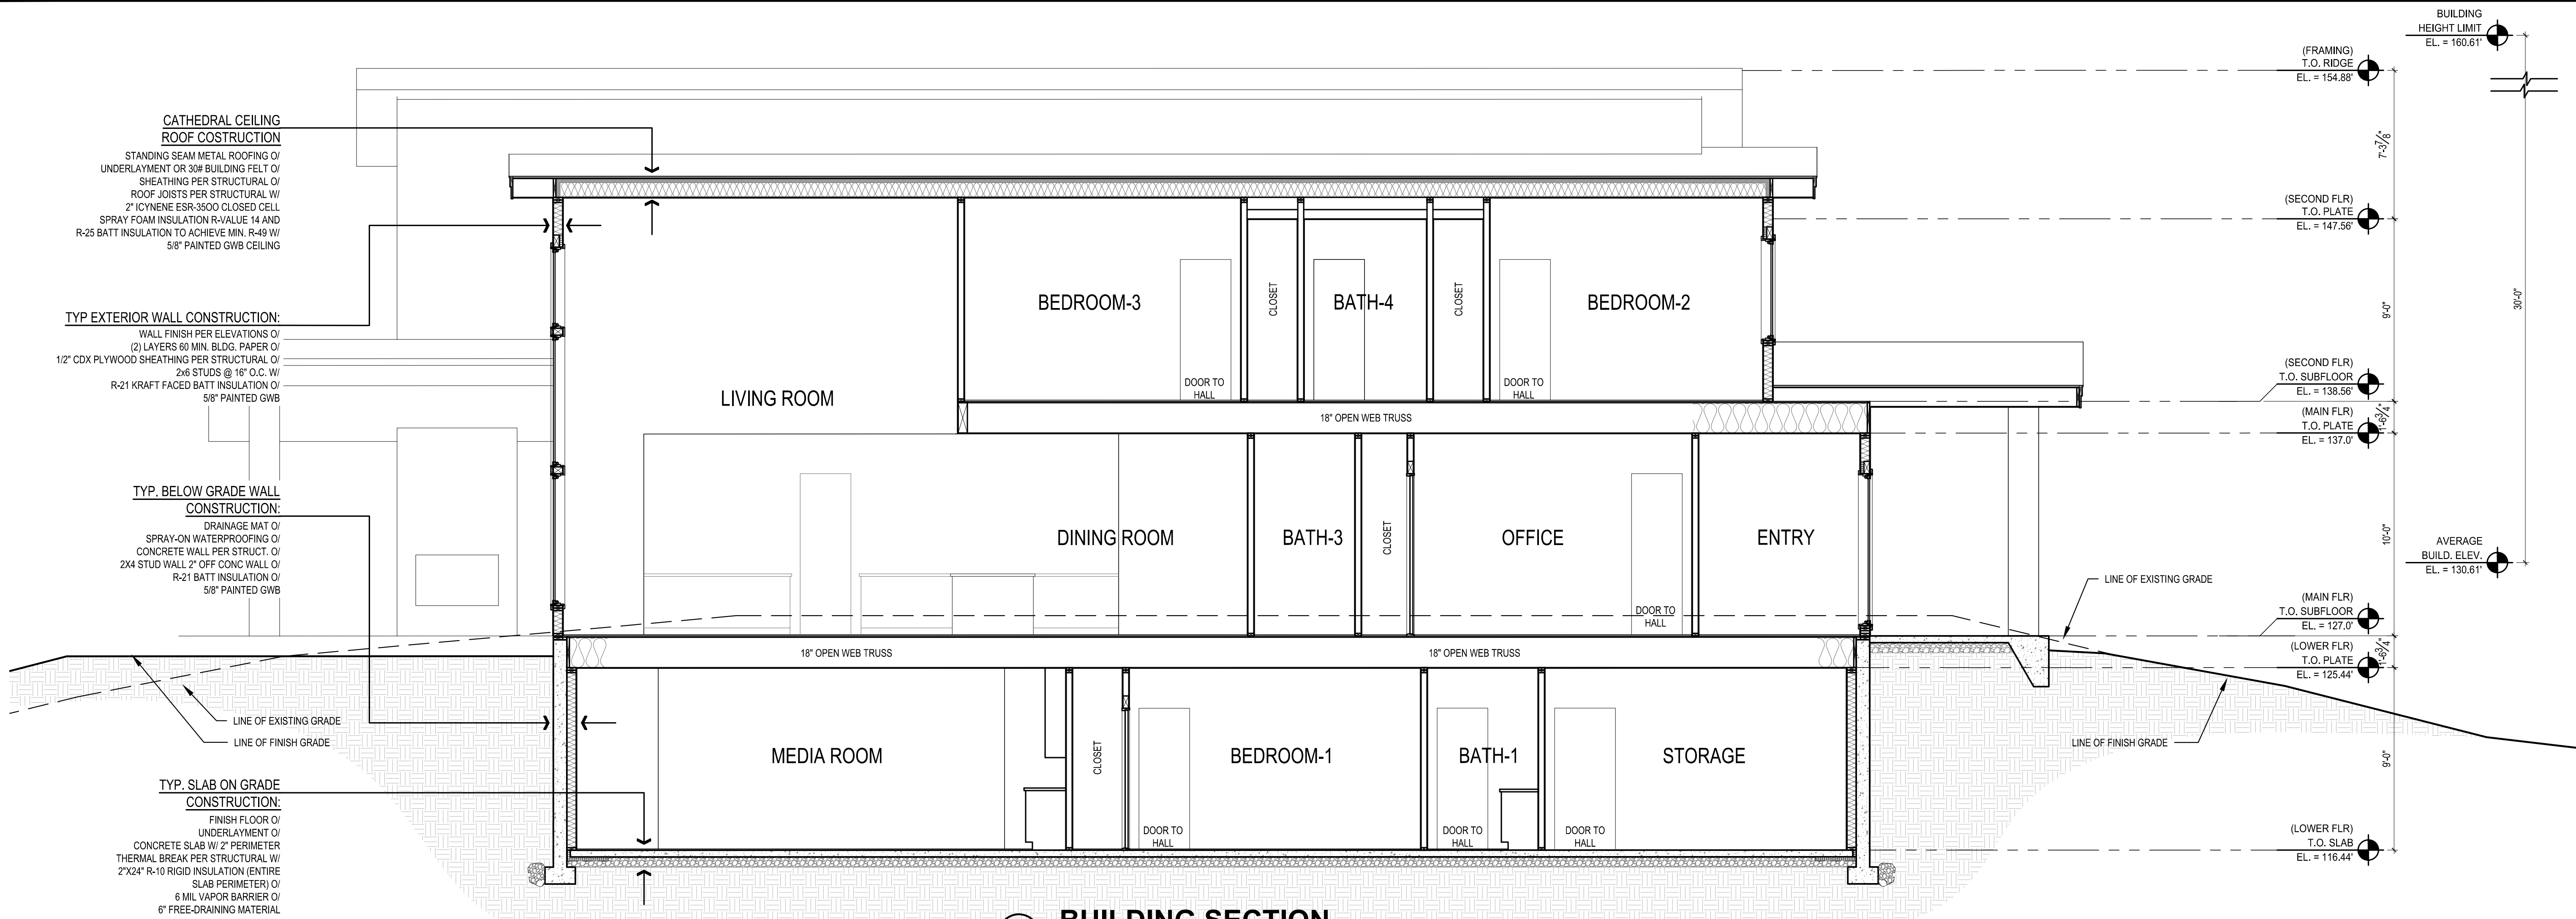 CATHEDRAL CEILING
ROOF COSTRUCTION
STANDING SEAM METAL ROOFING O/
UNDERLAYMENT OR 30# BUILDING FELT O/
SHEATHING PER STRUCTURAL O/
ROOF JOISTS PER STRUCTURAL W/
2" ICYNENE ESR-35OO CLOSED CELL
SPRAY FOAM INSULATION R-VALUE 14 AND
R-25 BATT INSULATION TO ACHIEVE MIN. R-49 W/
5/8" PAINTED GWB CEILING
TYP EXTERIOR WALL CONSTRUCTION:
WALL FINISH PER ELEVATIONS O/
(2) LAYERS 60 MIN. BLDG. PAPER O/
1/2" CDX PLYWOOD SHEATHING PER STRUCTURAL O/
2x6 STUDS @ 16" O.C. W/
R-21 KRAFT FACED BATT INSULATION O/
5/8" PAINTED GWB
TYP. BELOW GRADE WALL
CONSTRUCTION:
DRAINAGE MAT O/
SPRAY-ON WATERPROOFING O/
CONCRETE WALL PER STRUCT. O/
2X4 STUD WALL 2" OFF CONC WALL O/
R-21 BATT INSULATION O/
5/8" PAINTED GWB
LINE OF EXISTING GRADE
LINE OF FINISH GRADE
TYP. SLAB ON GRADE
CONSTRUCTION:
FINISH FLOOR O/
UNDERLAYMENT O/
CONCRETE SLAB W/ 2" PERIMETER
THERMAL BREAK PER STRUCTURAL W/
2"X24" R-10 RIGID INSULATION (ENTIRE
SLAB PERIMETER) O/
6 MIL VAPOR BARRIER O/
6" FREE-DRAINING MATERIAL
LIVING ROOM
BEDROOM-3
DOOR TO
HALL
CLOSET
BATH-4
CLOSET
BEDROOM-2
DOOR TO
HALL
18" OPEN WEB TRUSS
DINING ROOM
BATH-3
CLOSET
OFFICE
DOOR TO
HALL
ENTRY
18" OPEN WEB TRUSS
18" OPEN WEB TRUSS
MEDIA ROOM
CLOSET
BEDROOM-1
DOOR TO
HALL
BATH-1
DOOR TO
HALL
STORAGE
DOOR TO
HALL
BUILDING SECTION
LINE OF EXISTING GRADE
LINE OF FINISH GRADE
(FRAMING)
T.O. RIDGE
EL. = 154.88'
7'-3 7/8"
(SECOND FLR)
T.O. PLATE
EL. = 147.56'
9'-0"
(SECOND FLR)
T.O. SUBFLOOR
EL. = 138.56'
1'-6 3/4"
(MAIN FLR)
T.O. PLATE
EL. = 137.0'
10'-0"
(MAIN FLR)
T.O. SUBFLOOR
EL. = 127.0'
1'-6 3/4"
(LOWER FLR)
T.O. PLATE
EL. = 125.44'
9'-0"
(LOWER FLR)
T.O. SLAB
EL. = 116.44'
BUILDING
HEIGHT LIMIT
EL. = 160.61'
30'-0"
AVERAGE
BUILD. ELEV.
EL. = 130.61'